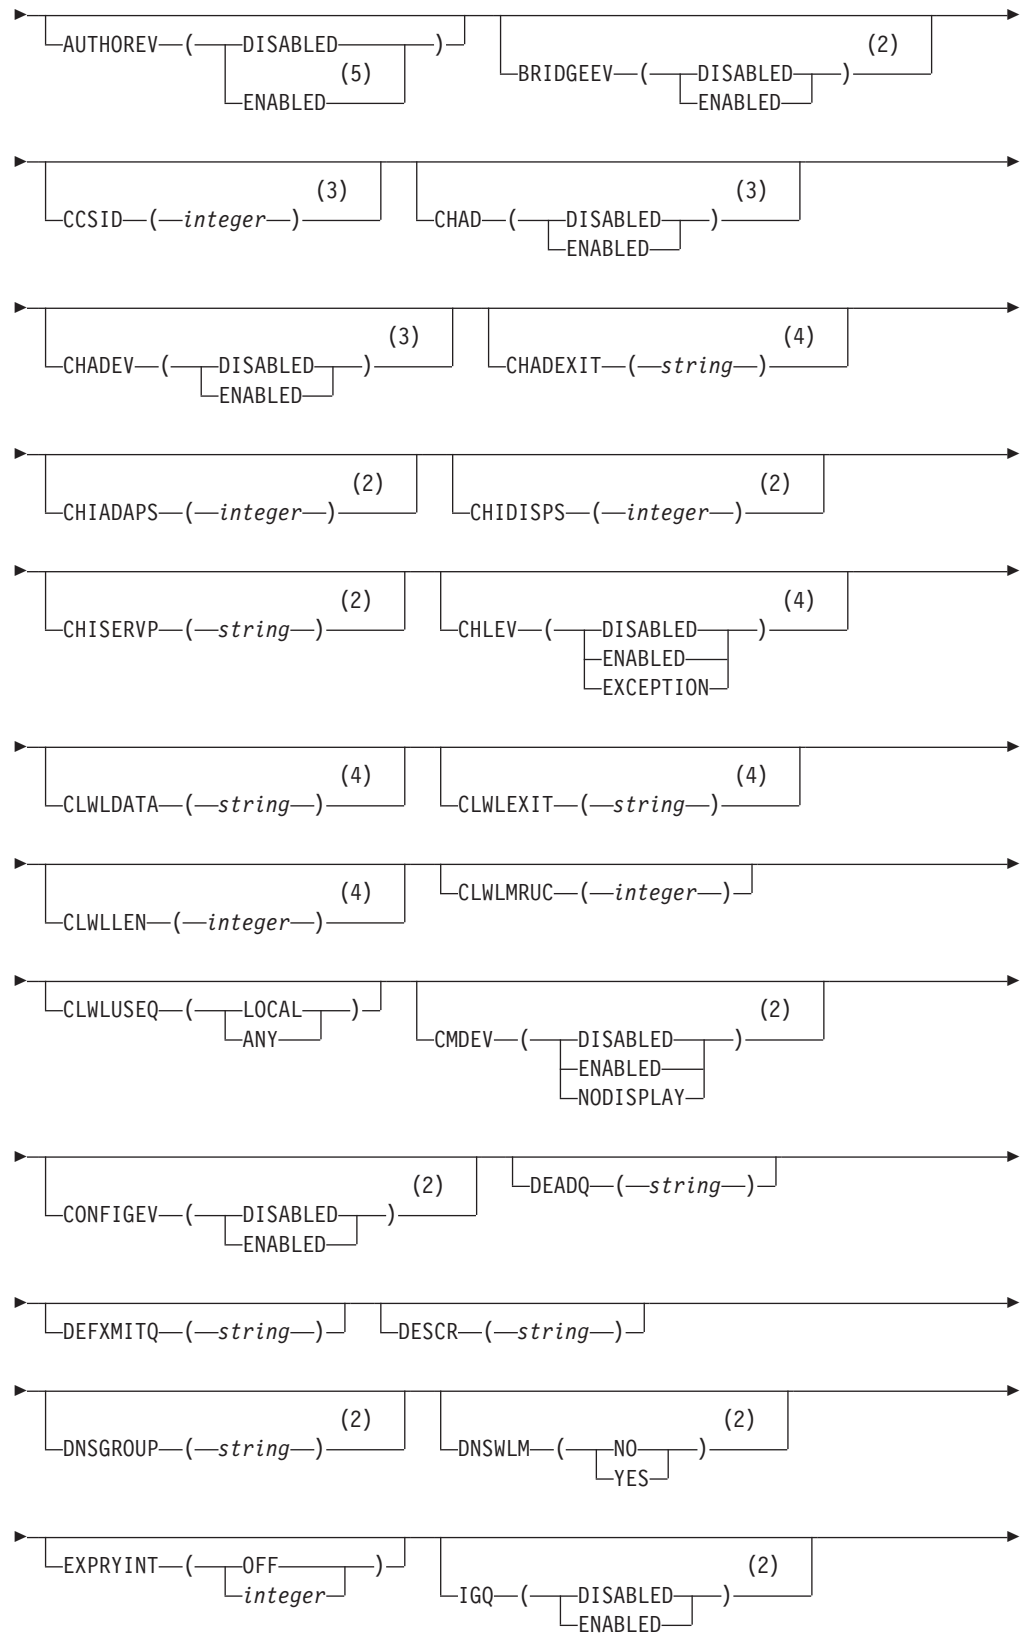 AUTHOREV ( DISABLED ) BRIDGEEV ( DISABLED ) (2)
(5) ENABLED ENABLED
CCSID ( integer ) (3) CHAD ( DISABLED ) (3)
ENABLED
CHADEV ( DISABLED ) (3) CHADEXIT ( string ) (4)
ENABLED
CHIADAPS ( integer ) (2) CHIDISPS ( integer ) (2)
CHISERVP ( string ) (2) CHLEV ( DISABLED ) (4)
ENABLED
EXCEPTION
CLWLDATA ( string ) (4) CLWLEXIT ( string ) (4)
CLWLLEN ( integer ) (4) CLWLMRUC ( integer )
CLWLUSEQ ( LOCAL ) CMDEV ( DISABLED ) (2)
ANY ENABLED
NODISPLAY
CONFIGEV ( DISABLED ) (2) DEADQ ( string )
ENABLED
DEFXMITQ ( string ) DESCR ( string )
DNSGROUP ( string ) (2) DNSWLM ( NO ) (2)
YES
EXPRYINT ( OFF ) IGQ ( DISABLED ) (2)
integer ENABLED